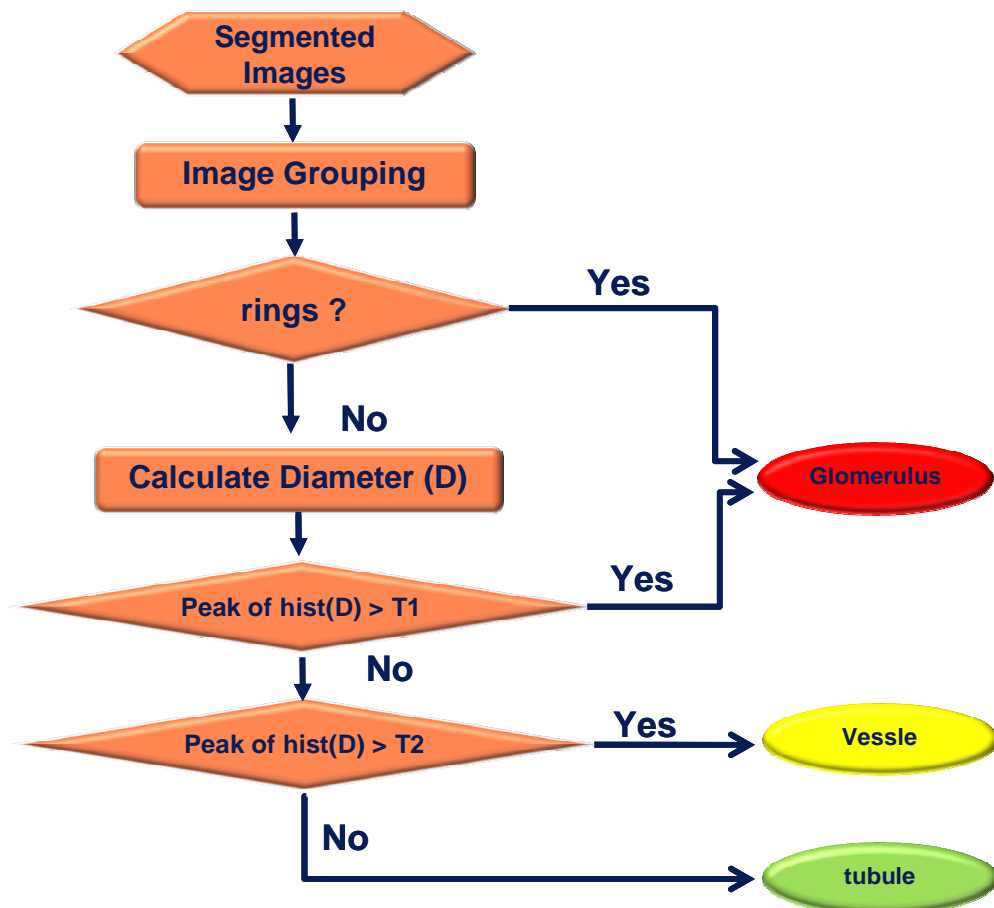 Segmented
Images
Image Grouping
rings ?
Yes
No
Calculate Diameter (D)
Glomerulus
Peak of hist(D) > T1
Yes
No
Peak of hist(D) > T2
Yes
Vessle
No
tubule